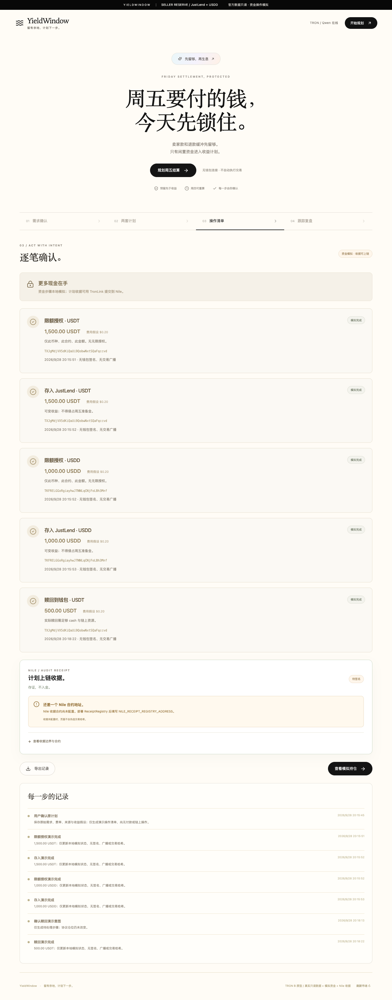 YIELDWINDOW | SELLER RESERVE / JustLend + USDD 官方数据只读 · 资金操作模拟
YieldWindow
留有余地，计划下一步。
TRON / Qwen 在线
开始规划
先留够，再生息
FRIDAY SETTLEMENT, PROTECTED
周五要付的钱，
今天先锁住。
卖家款和退款缓冲先留够。
只有闲置资金进入收益计划。
规划周五结算
无钱包连接 · 不自动执行交易
预留先于收益
周四可重算
每一步由你确认
01 需求确认
02 两套计划
03 操作清单
04 跟踪复盘
03 / ACT WITH INTENT
逐笔确认。
资金模拟 · 收据可上链
更多现金在手
资金步骤本地模拟；计划收据可用 TronLink 提交到 Nile。
限额授权 · USDT
模拟完成
1,500.00 USDT 费用假设 $0.20
仅此币种、此合约、此金额。无无限授权。
TXJgMdjVX5dKiQaUi9QobwNxtSQaFqccvd
2026/9/28 20:15:51 · 无钱包签名、无交易广播
存入 JustLend · USDT
模拟完成
1,500.00 USDT 费用假设 $0.20
可变收益；不得侵占周五准备金。
TXJgMdjVX5dKiQaUi9QobwNxtSQaFqccvd
2026/9/28 20:15:52 · 无钱包签名、无交易广播
限额授权 · USDD
模拟完成
1,000.00 USDD 费用假设 $0.20
仅此币种、此合约、此金额。无无限授权。
TKFRELGGoRgiayhwJTNNLqCNjFoLBh3Mnf
2026/9/28 20:15:52 · 无钱包签名、无交易广播
存入 JustLend · USDD
模拟完成
1,000.00 USDD 费用假设 $0.20
可变收益；不得侵占周五准备金。
TKFRELGGoRgiayhwJTNNLqCNjFoLBh3Mnf
2026/9/28 20:15:53 · 无钱包签名、无交易广播
赎回到钱包 · USDT
模拟完成
500.00 USDT 费用假设 $0.20
实际赎回需足够 cash 与链上资源。
TXJgMdjVX5dKiQaUi9QobwNxtSQaFqccvd
2026/9/28 20:18:22 · 无钱包签名、无交易广播
NILE / AUDIT RECEIPT
计划上链收据。
待签名
存证，不入金。
还差一个 Nile 合约地址。
Nile 收据合约尚未配置。部署 ReceiptRegistry 后填写 NILE_RECEIPT_REGISTRY_ADDRESS。
收据未配置时，页面不会伪造交易哈希。
+ 查看收据边界与合约
导出记录
查看模拟持仓
每一步的记录
用户确认原计划
2026/9/28 20:15:45
保存原始需求、费率、来源与收益假设；仅生成演示操作清单，尚无付款或链上操作。
限额授权演示完成
2026/9/28 20:15:51
1,500.00 USDT；仅更新本地模拟状态，无签名、广播或交易哈希。
存入演示完成
2026/9/28 20:15:52
1,500.00 USDT；仅更新本地模拟状态，无签名、广播或交易哈希。
限额授权演示完成
2026/9/28 20:15:52
1,000.00 USDD；仅更新本地模拟状态，无签名、广播或交易哈希。
存入演示完成
2026/9/28 20:15:53
1,000.00 USDD；仅更新本地模拟状态，无签名、广播或交易哈希。
确认赎回演示意图
2026/9/28 20:18:13
仅生成待处理步骤；协议仓位仍未改变。
赎回演示完成
2026/9/28 20:18:22
500.00 USDT；仅更新本地模拟状态，无签名、广播或交易哈希。
YieldWindow · 留有余地，计划下一步。
TRON B 原型 / 真实只读数据 + 模拟资金 + Nile 收据 刷新市场